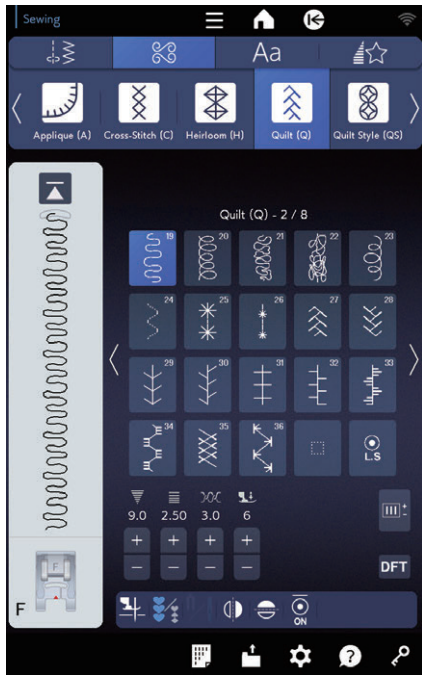 Sewing
Aa
Applique (A) Cross-Stitch (C) Heirloom (H) Quilt (Q) Quilt Style (QS)
Quilt (Q) - 2 / 8
19 20 21 22 23
24 25 26 27 28
29 30 31 32 33
34 35 36
L.S
9.0 2.50 3.0 6
+ + + +
− − − −
DFT
F
F
ON
?